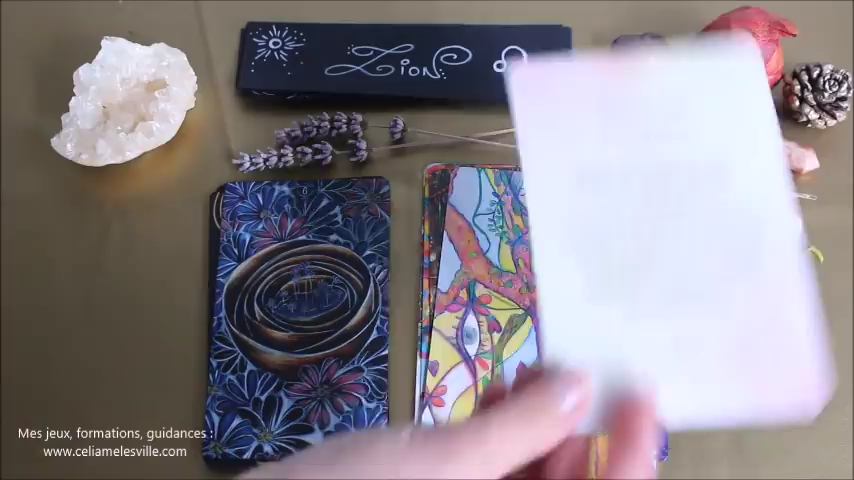 Lion ♌
Mes jeux, formations, guidances :
www.celiamelesville.com